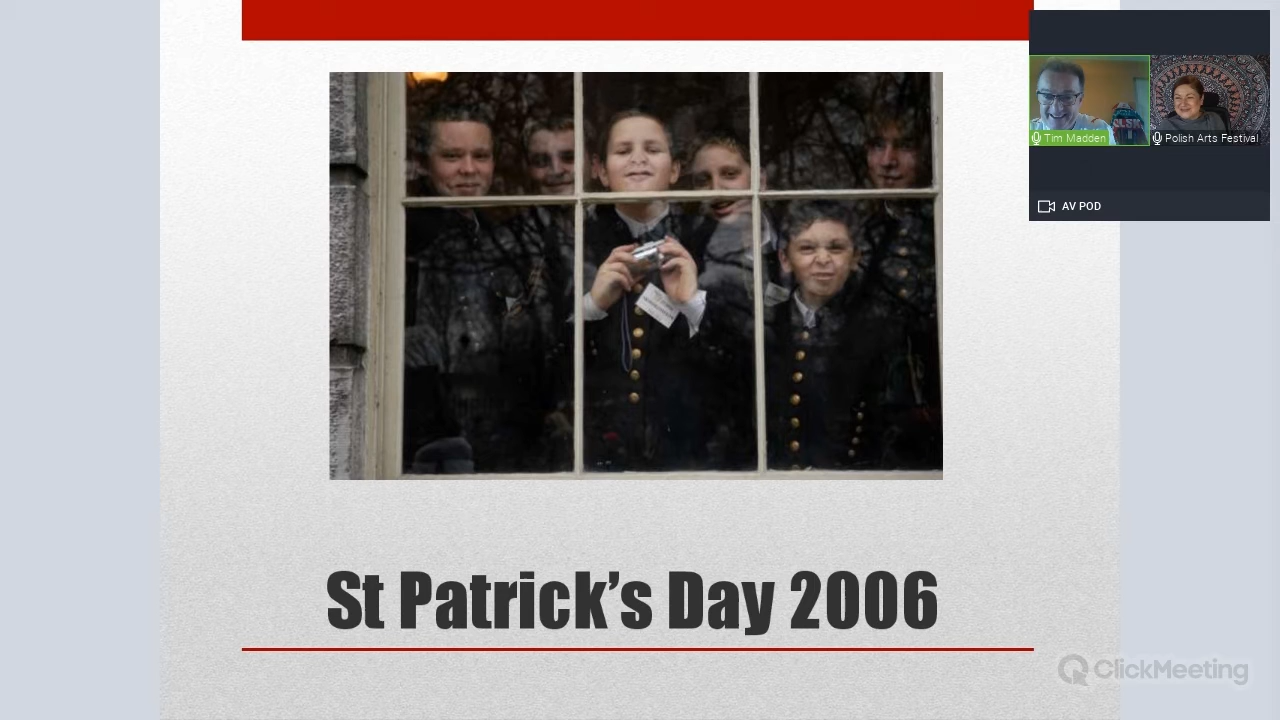 Tim Madden
Polish Arts Festival
AV POD
St Patrick's Day 2006
ClickMeeting